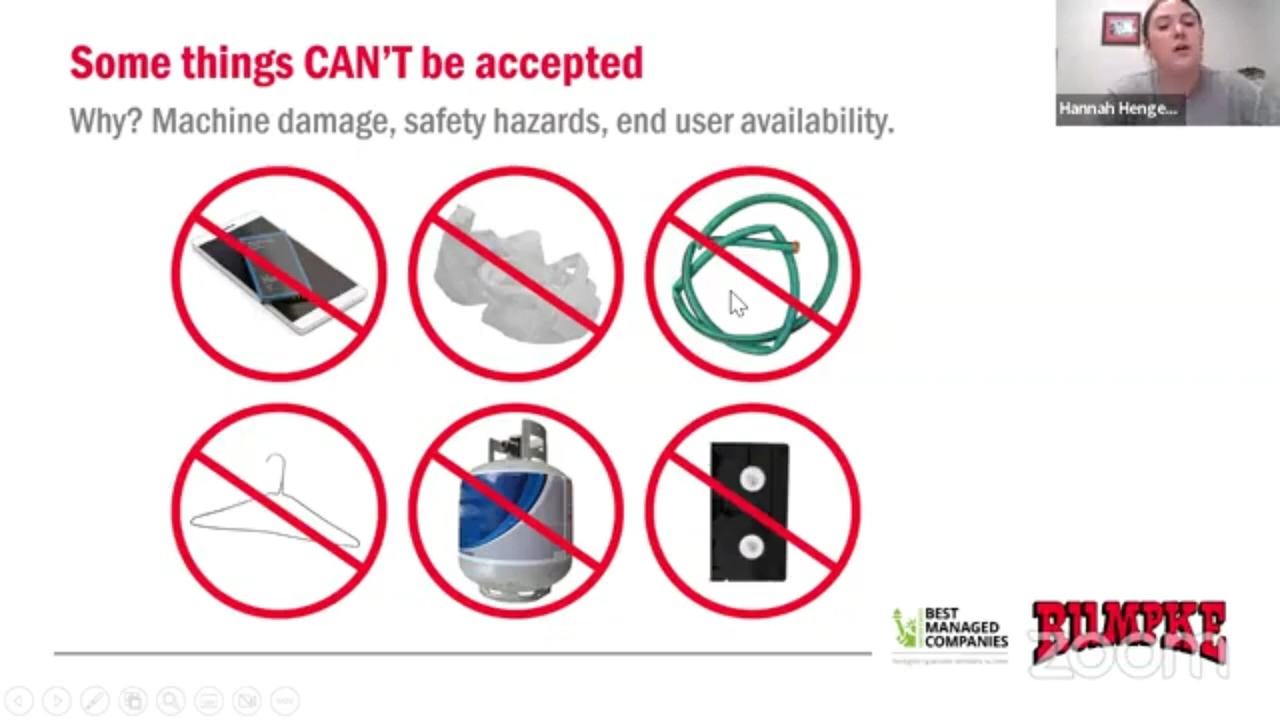 Some things CAN'T be accepted
Why? Machine damage, safety hazards, end user availability.
Hannah Henge...
BEST
MANAGED
COMPANIES
RUMPKE
zoom